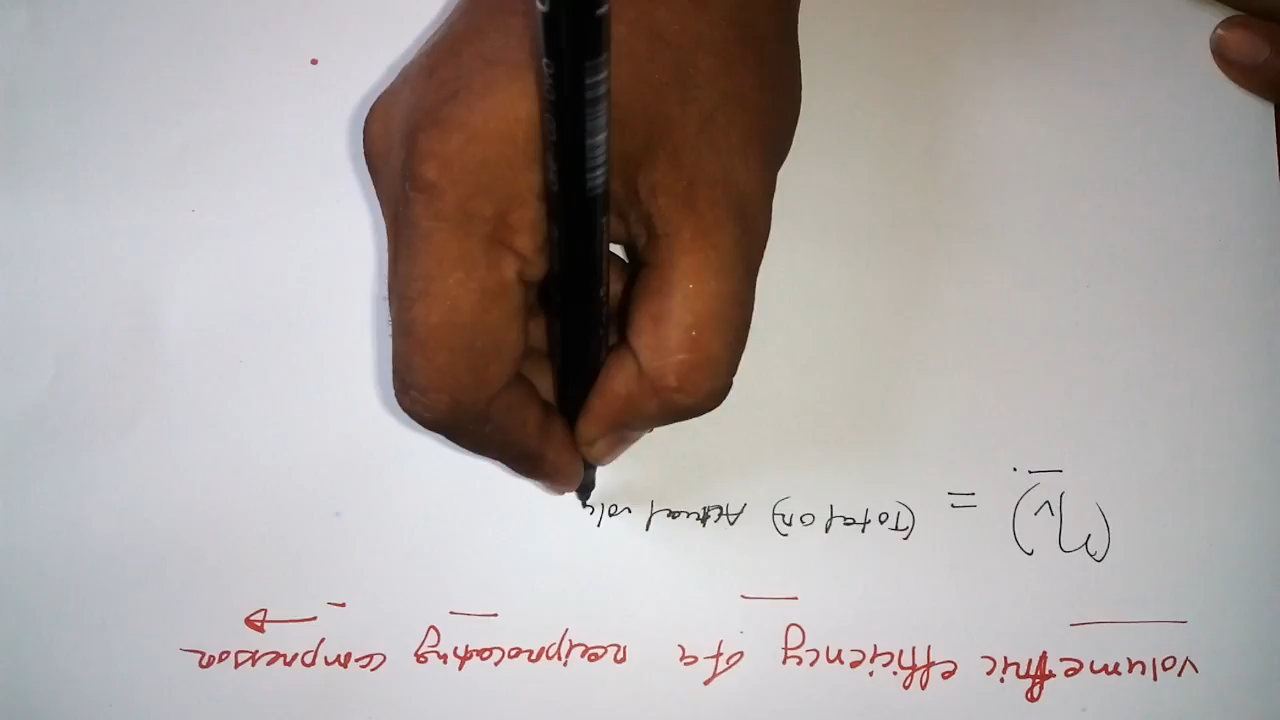 volumetric efficiency of a reciprocating compressor
(ηv) = (Total or) Actual volu